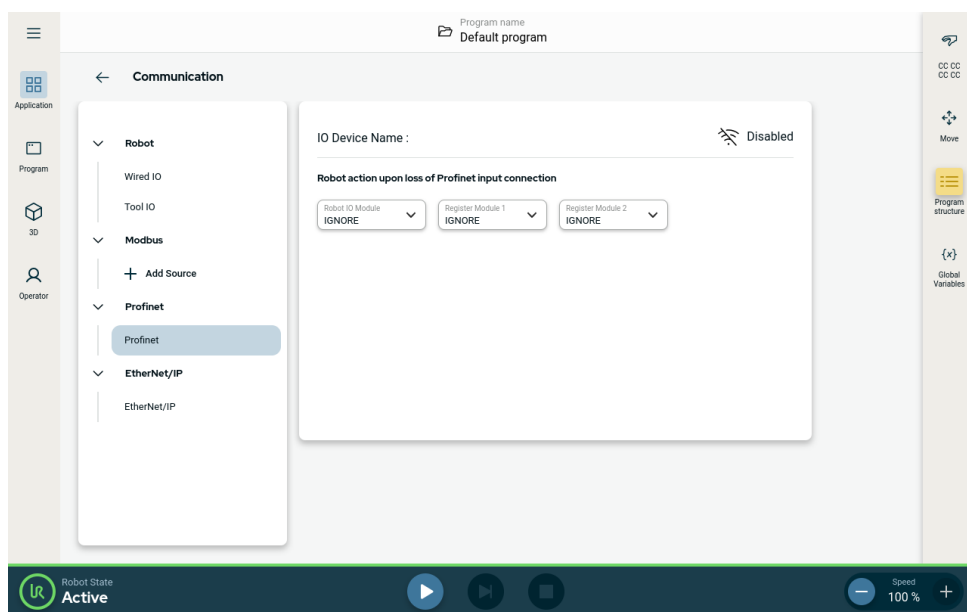 Program name
Default program
Application
Program
3D
Operator
Communication
Robot
Wired IO
Tool IO
Modbus
Add Source
Profinet
Profinet
EtherNet/IP
EtherNet/IP
IO Device Name :
Disabled
Robot action upon loss of Profinet input connection
Robot IO Module
IGNORE
Register Module 1
IGNORE
Register Module 2
IGNORE
CC CC
CC CC
Move
Program
structure
{x}
Global
Variables
UR
Robot State
Active
Speed
100 %